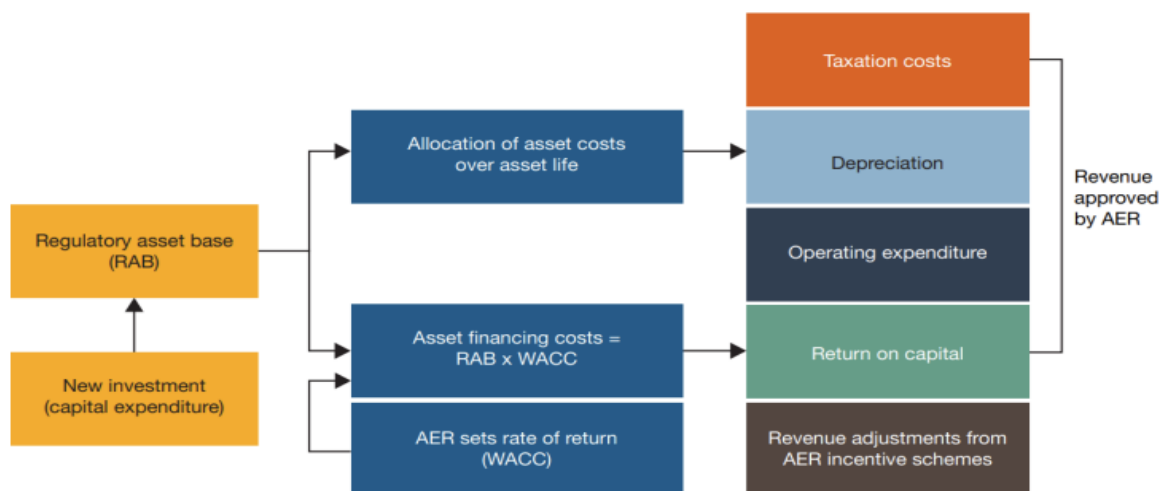 Taxation costs
Allocation of asset costs
over asset life
Depreciation
Revenue
approved
by AER
Regulatory asset base
(RAB)
Operating expenditure
Asset financing costs =
RAB x WACC
Return on capital
New investment
(capital expenditure)
AER sets rate of return
(WACC)
Revenue adjustments from
AER incentive schemes